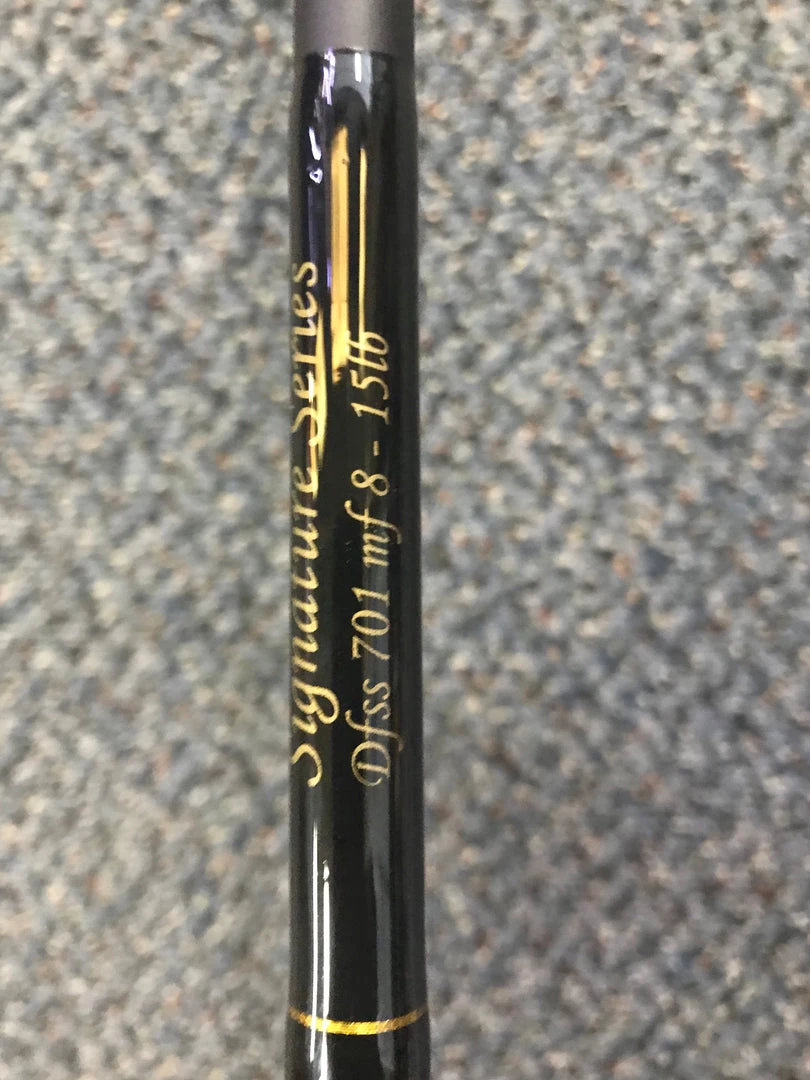 Signature Series
Dfss 701 mf 8 - 15lb